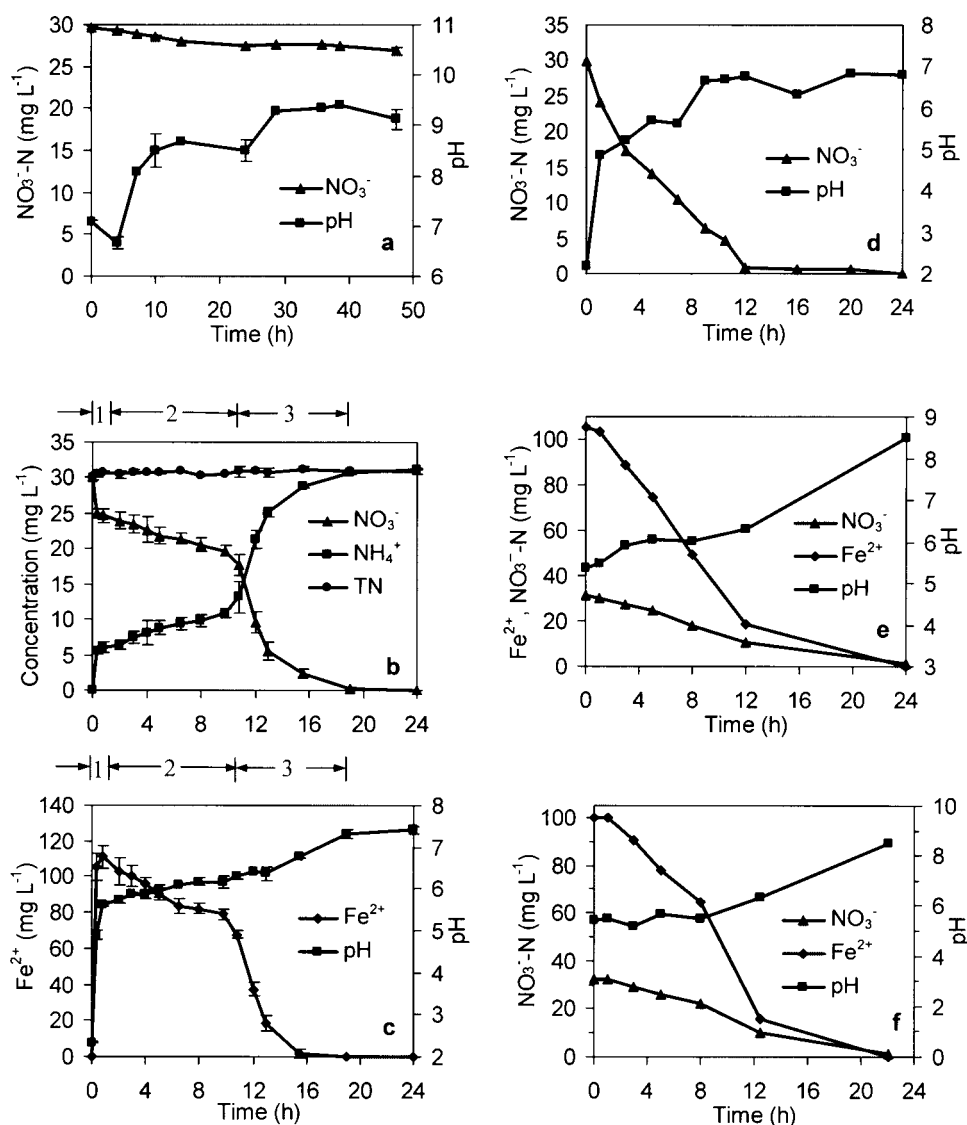 NO₃⁻-N (mg L⁻¹)
30
25
20
15
10
5
0
11
10
9
8
7
6
pH
NO₃⁻
pH
a
0 10 20 30 40 50
Time (h)
NO₃⁻-N (mg L⁻¹)
35
30
25
20
15
10
5
0
8
7
6
5
4
3
2
pH
NO₃⁻
pH
d
0 4 8 12 16 20 24
Time (h)
1 2 3
Concentration (mg L⁻¹)
35
30
25
20
15
10
5
0
NO₃⁻
NH₄⁺
TN
b
0 4 8 12 16 20 24
Time (h)
Fe²⁺, NO₃⁻-N (mg L⁻¹)
100
80
60
40
20
0
9
8
7
6
5
4
3
pH
NO₃⁻
Fe²⁺
pH
e
0 4 8 12 16 20 24
Time (h)
1 2 3
Fe²⁺ (mg L⁻¹)
140
120
100
80
60
40
20
0
8
7
6
5
4
3
2
pH
Fe²⁺
pH
c
0 4 8 12 16 20 24
Time (h)
NO₃⁻-N (mg L⁻¹)
100
80
60
40
20
0
10
8
6
4
2
0
pH
NO₃⁻
Fe²⁺
pH
f
0 4 8 12 16 20 24
Time (h)